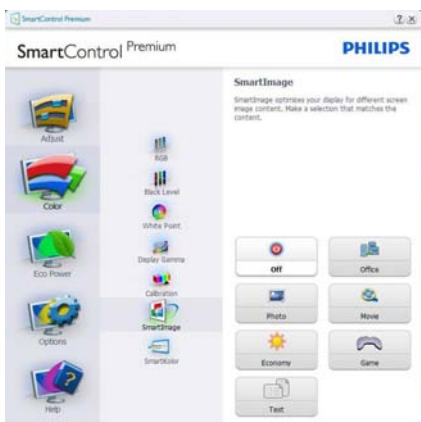 SmartControl Premium
SmartControl Premium
PHILIPS
Adjust
Color
Eco Power
Options
Help
RGB
Black Level
White Point
Display Gamma
Calibration
SmartImage
SmartKolor
SmartImage
SmartImage optimizes your display for different screen
image content. Make a selection that matches the
content.
Off
Office
Photo
Movie
Economy
Game
Text